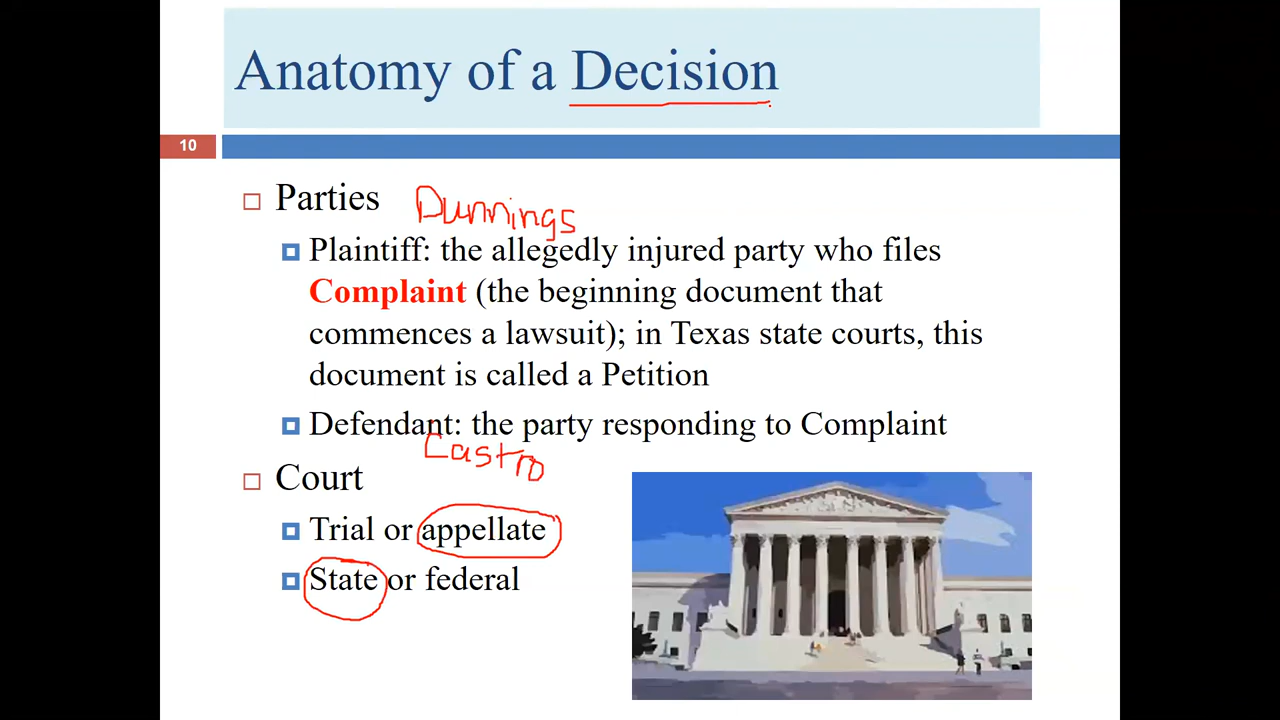 Anatomy of a Decision
10
Parties
Dunnings
Plaintiff: the allegedly injured party who files
Complaint (the beginning document that
commences a lawsuit); in Texas state courts, this
document is called a Petition
Defendant: the party responding to Complaint
Castro
Court
Trial or appellate
State or federal